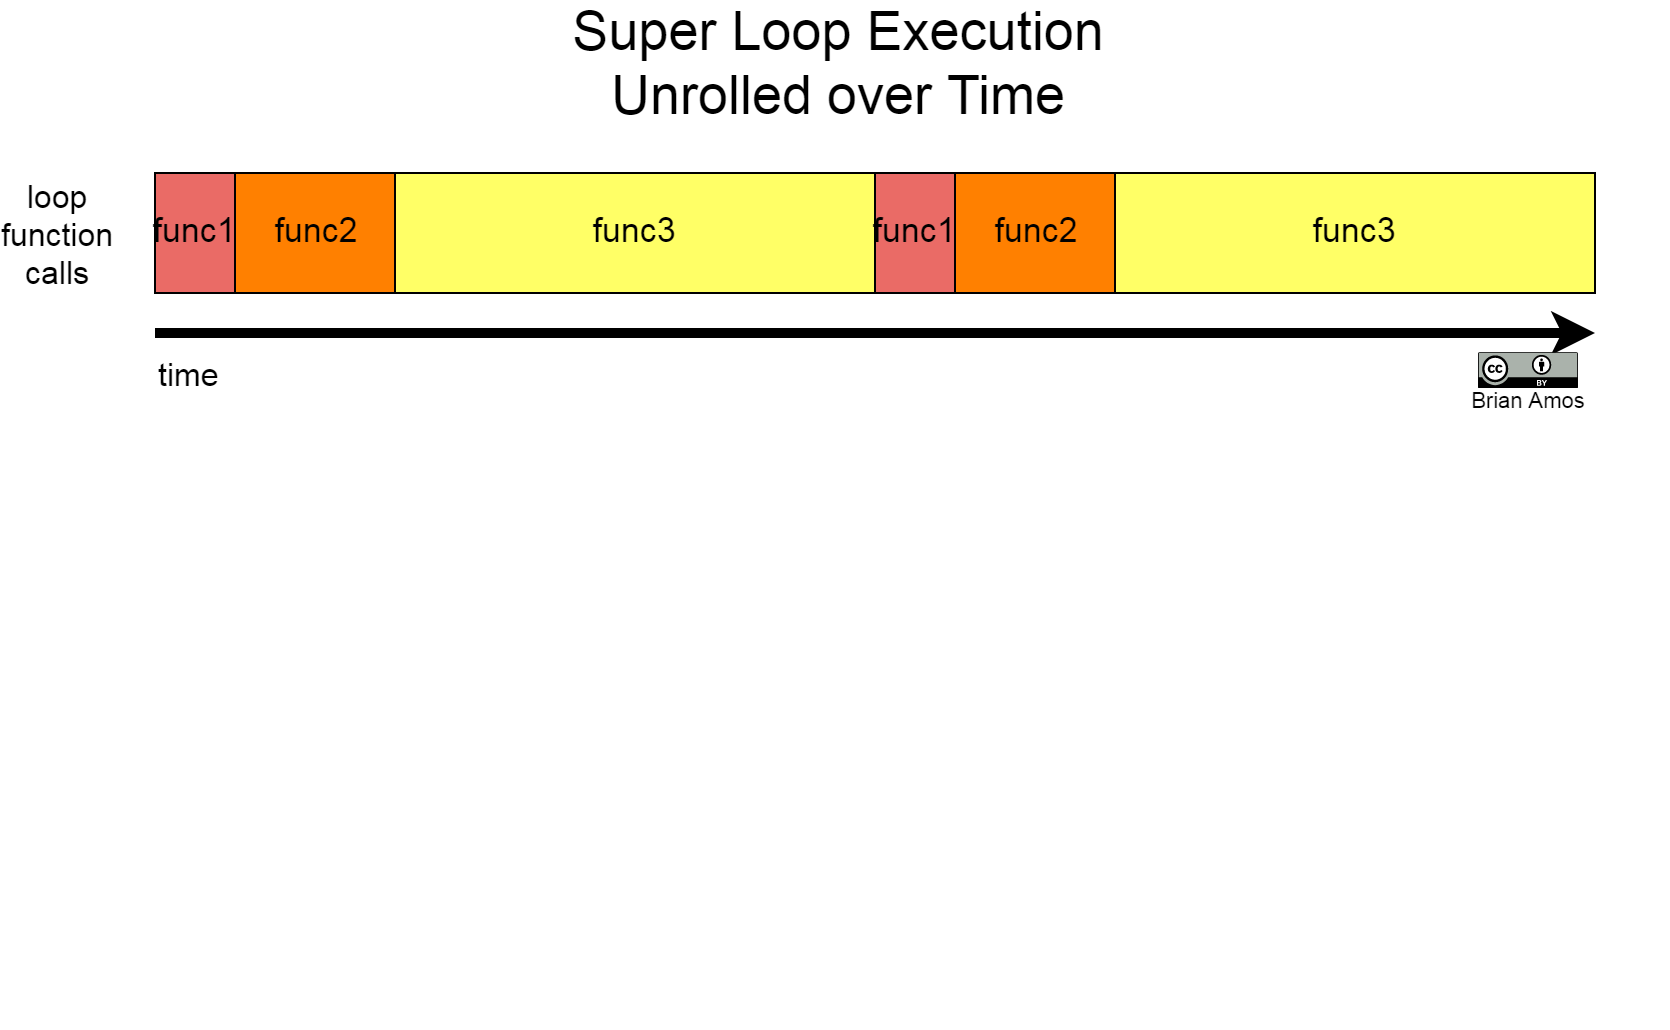 Super Loop Execution
Unrolled over Time
loop
function
calls
func1 func2 func3 func1 func2 func3
time
cc
BY
Brian Amos